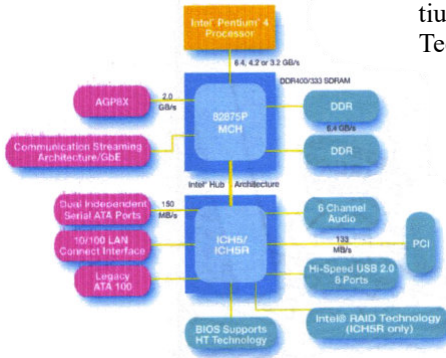 Intel® Pentium® 4
Processor
tiu
Te
6.4, 4.2 or 3.2 GB/s
DDR400/333 SDRAM
AGP8X
2.0
GB/s
82875P
MCH
DDR
6.4 GB/s
DDR
Communication Streaming
Architecture/GbE
Intel® Hub Architecture
Dual Independent
Serial ATA Ports
150
MB/s
6 Channel
Audio
10/100 LAN
Connect Interface
ICH5/
ICH5R
133
MB/s
PCI
Legacy
ATA 100
Hi-Speed USB 2.0
8 Ports
BIOS Supports
HT Technology
Intel® RAID Technology
(ICH5R only)